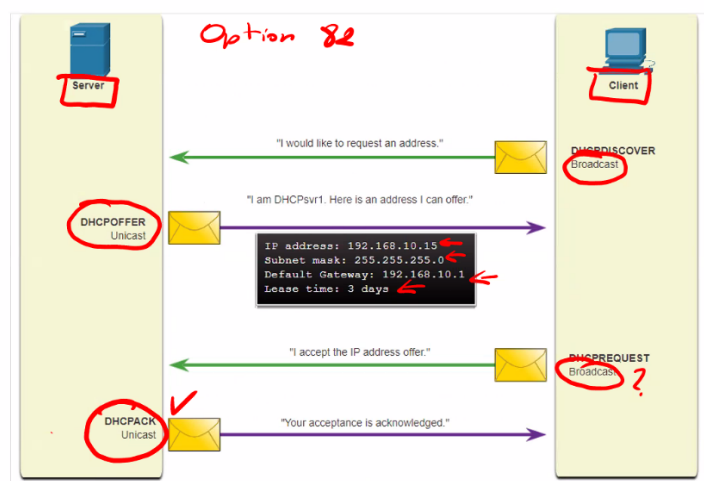 Option 82
Server
Client
"I would like to request an address."
DHCPDISCOVER
Broadcast
"I am DHCPsvr1. Here is an address I can offer."
DHCPOFFER
Unicast
IP address: 192.168.10.15
Subnet mask: 255.255.255.0
Default Gateway: 192.168.10.1
Lease time: 3 days
"I accept the IP address offer."
DHCPREQUEST
Broadcast ?
DHCPACK
Unicast
"Your acceptance is acknowledged."